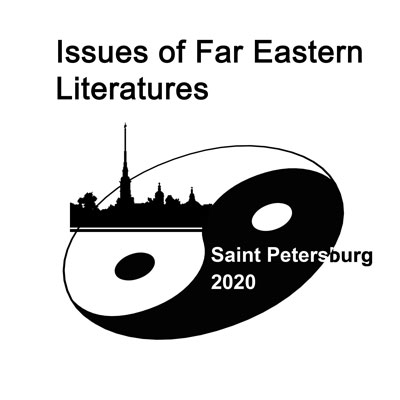 Issues of Far Eastern
Literatures
Saint Petersburg
2020